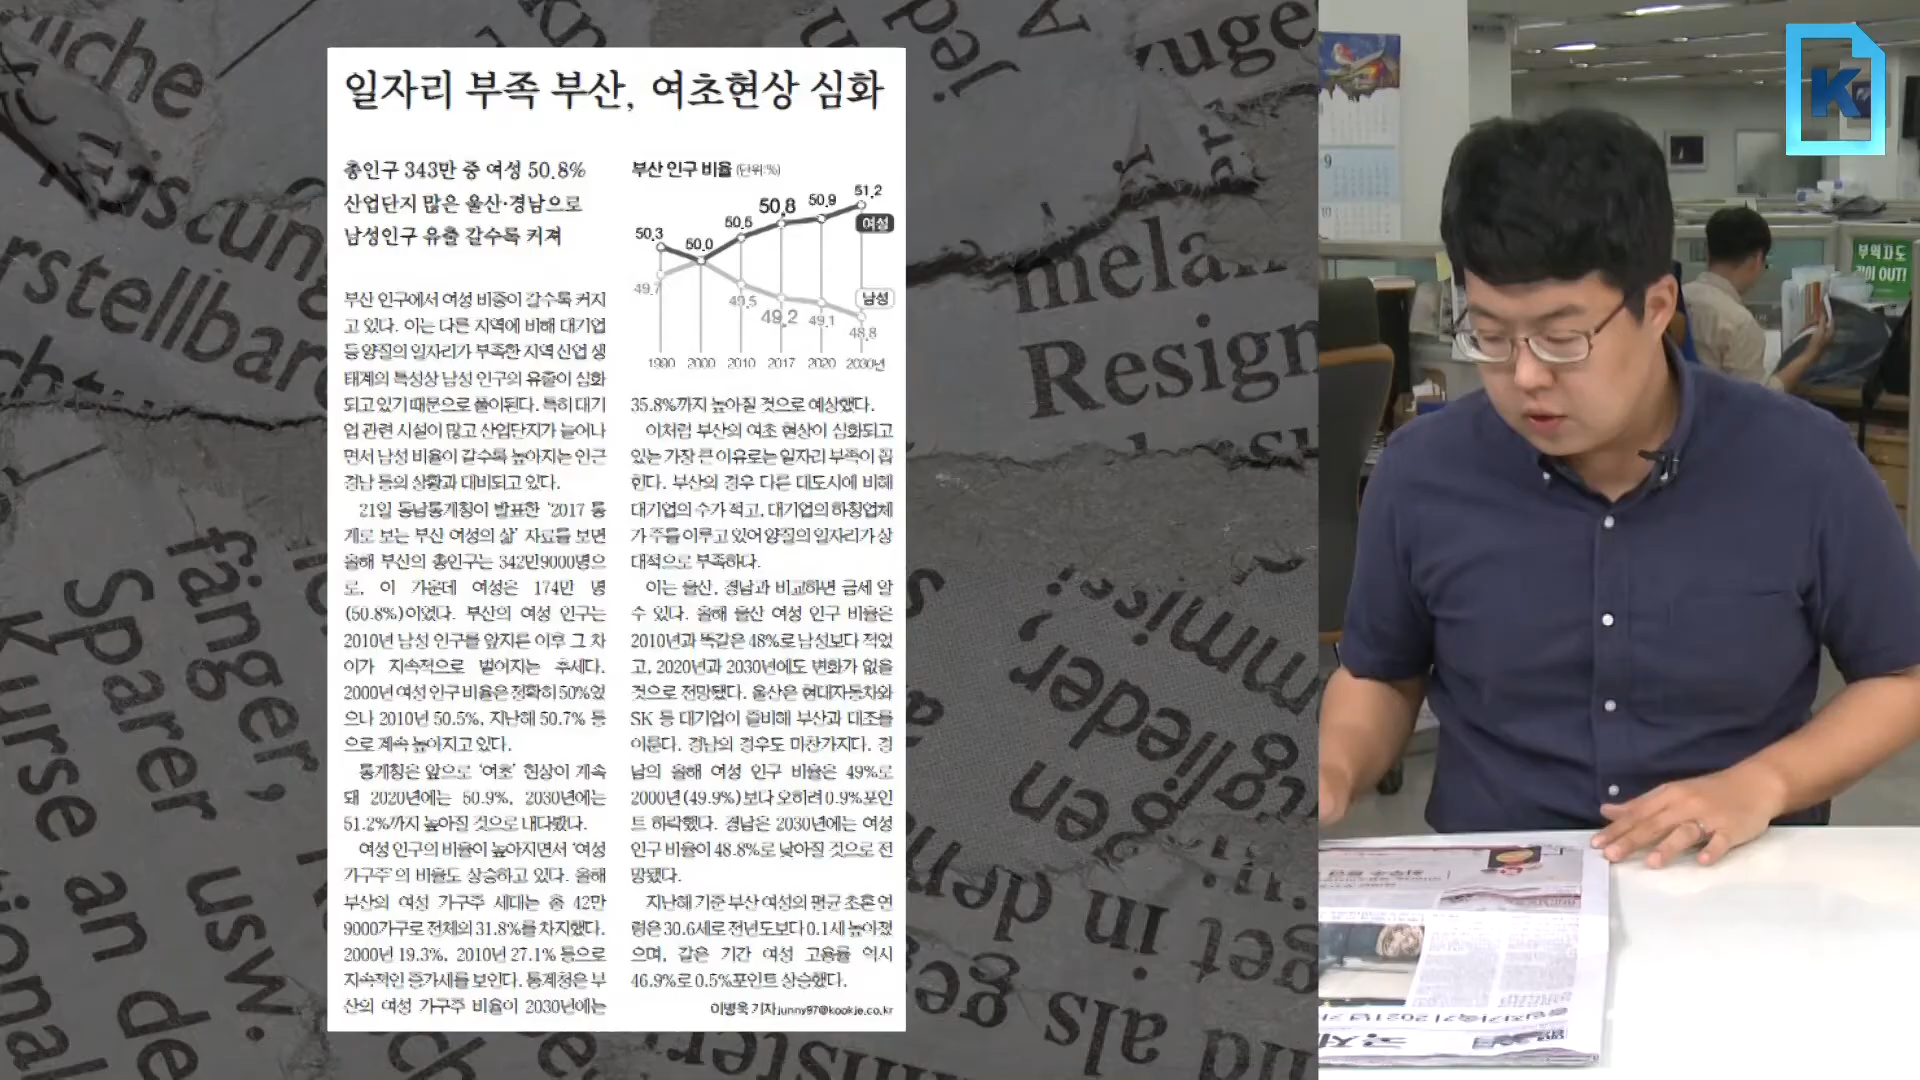 일자리 부족 부산, 여초현상 심화
총인구 343만 중 여성 50.8%
산업단지 많은 울산·경남으로
남성인구 유출 갈수록 커져
부산 인구에서 여성 비중이 갈수록 커지
고 있다. 이는 다른 지역에 비해 대기업
등 양질의 일자리가 부족한 지역 산업 생
태계의 특성상 남성 인구의 유출이 심화
되고 있기 때문으로 풀이된다. 특히 대기
업 관련 시설이 많고 산업단지가 늘어나
면서 남성 비율이 갈수록 높아지는 인근
경남 등의 상황과 대비되고 있다.
21일 동남통계청이 발표한 '2017 통
계로 보는 부산 여성의 삶' 자료를 보면
올해 부산의 총인구는 342만9000명으
로, 이 가운데 여성은 174만 명
(50.8%)이었다. 부산의 여성 인구는
2010년 남성 인구를 앞지른 이후 그 차
이가 지속적으로 벌어지는 추세다.
2000년 여성 인구 비율은 정확히 50%였
으나 2010년 50.5%, 지난해 50.7% 등
으로 계속 높아지고 있다.
통계청은 앞으로 '여초' 현상이 계속
돼 2020년에는 50.9%, 2030년에는
51.2%까지 높아질 것으로 내다봤다.
여성 인구의 비율이 높아지면서 '여성
가구주'의 비율도 상승하고 있다. 올해
부산의 여성 가구주 세대는 총 42만
9000가구로 전체의 31.8%를 차지했다.
2000년 19.3%, 2010년 27.1% 등으로
지속적인 증가세를 보인다. 통계청은 부
산의 여성 가구주 비율이 2030년에는
부산 인구 비율 (단위:%)
50.3 50.0 50.5 50.8 50.9 51.2
여성
49.7 49.5 49.2 49.1 48.8
남성
1990 2000 2010 2017 2020 2030년
35.8%까지 높아질 것으로 예상했다.
이처럼 부산의 여초 현상이 심화되고
있는 가장 큰 이유로는 일자리 부족이 꼽
힌다. 부산의 경우 다른 대도시에 비해
대기업의 수가 적고, 대기업의 하청업체
가 주를 이루고 있어 양질의 일자리가 상
대적으로 부족하다.
이는 울산, 경남과 비교하면 금세 알
수 있다. 올해 울산 여성 인구 비율은
2010년과 똑같은 48%로 남성보다 적었
고, 2020년과 2030년에도 변화가 없을
것으로 전망됐다. 울산은 현대자동차와
SK 등 대기업이 즐비해 부산과 대조를
이룬다. 경남의 경우도 마찬가지다. 경
남의 올해 여성 인구 비율은 49%로
2000년(49.9%)보다 오히려 0.9%포인
트 하락했다. 경남은 2030년에는 여성
인구 비율이 48.8%로 낮아질 것으로 전
망됐다.
지난해 기준 부산 여성의 평균 초혼 연
령은 30.6세로 전년도보다 0.1세 높아졌
으며, 같은 기간 여성 고용률 역시
46.9%로 0.5%포인트 상승했다.
이병욱 기자 junny97@kookje.co.kr
K
OUT!
melan
Resign
rstellbar
fänger,
Sparer
Kurse an de
usw.
glieder,
get in den
als ge